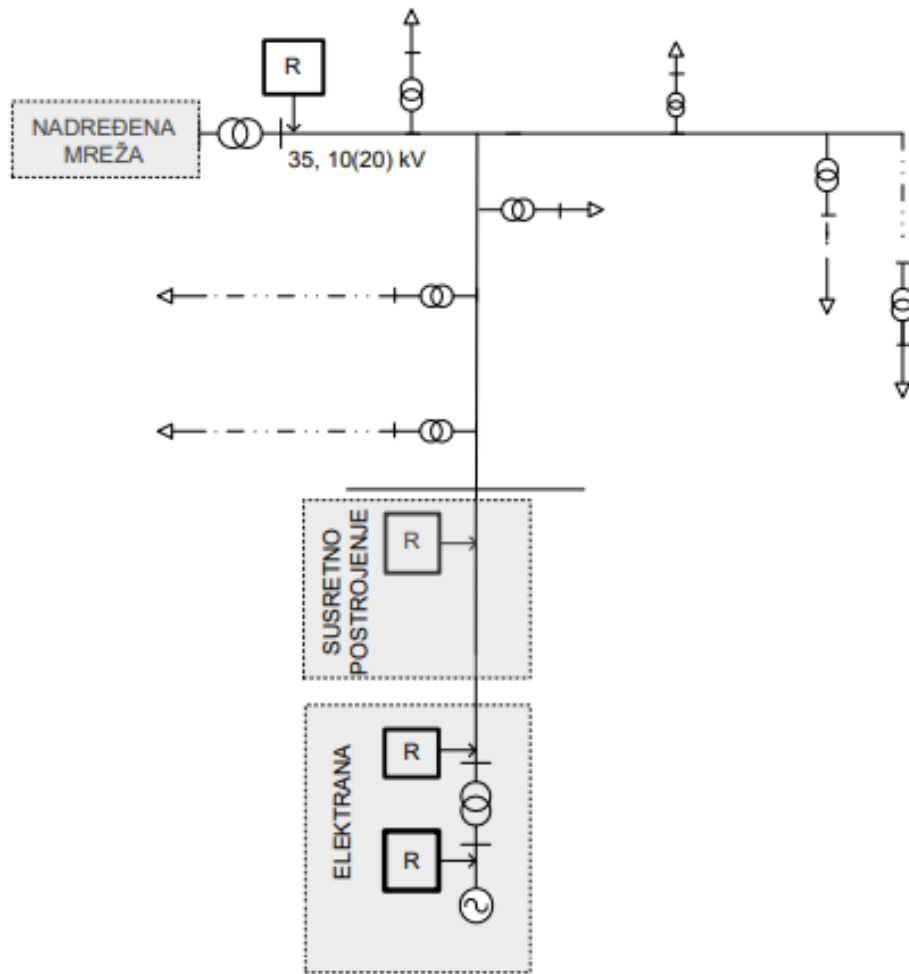 R
NADREĐENA
MREŽA
35, 10(20) kV
SUSRETNO
POSTROJENJE
R
ELEKTRANA
R
R